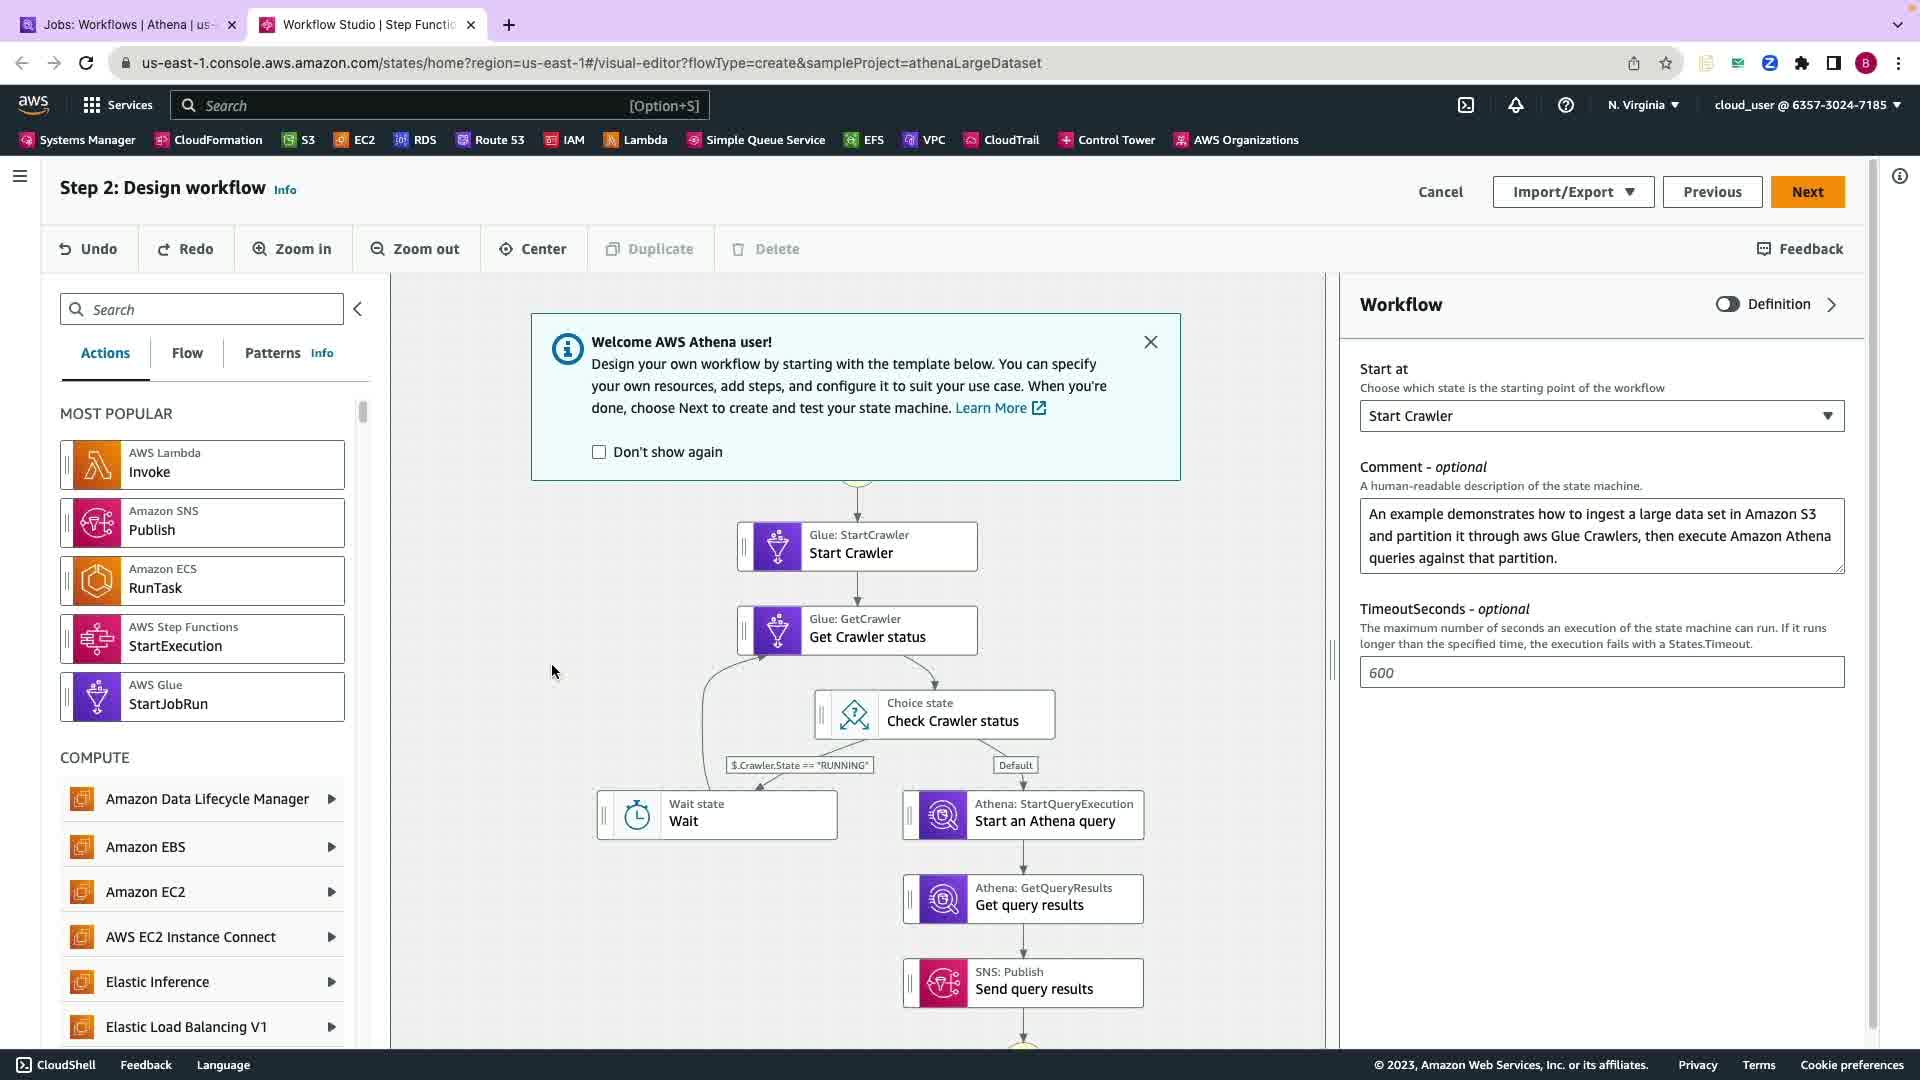 Jobs: Workflows | Athena | us-
Workflow Studio | Step Functio
us-east-1.console.aws.amazon.com/states/home?region=us-east-1#/visual-editor?flowType=create&sampleProject=athenaLargeDataset
B
aws
Services
Search
[Option+S]
N. Virginia
cloud_user @ 6357-3024-7185
Systems Manager
CloudFormation
S3
EC2
RDS
Route 53
IAM
Lambda
Simple Queue Service
EFS
VPC
CloudTrail
Control Tower
AWS Organizations
Step 2: Design workflow
Info
Cancel
Import/Export
Previous
Next
Undo
Redo
Zoom in
Zoom out
Center
Duplicate
Delete
Feedback
Search
Actions
Flow
Patterns
Info
MOST POPULAR
AWS Lambda
Invoke
Amazon SNS
Publish
Amazon ECS
RunTask
AWS Step Functions
StartExecution
AWS Glue
StartJobRun
COMPUTE
Amazon Data Lifecycle Manager
Amazon EBS
Amazon EC2
AWS EC2 Instance Connect
Elastic Inference
Elastic Load Balancing V1
Welcome AWS Athena user!
Design your own workflow by starting with the template below. You can specify
your own resources, add steps, and configure it to suit your use case. When you're
done, choose Next to create and test your state machine. Learn More
Don't show again
Glue: StartCrawler
Start Crawler
Glue: GetCrawler
Get Crawler status
Choice state
Check Crawler status
$.Crawler.State == "RUNNING"
Default
Wait state
Wait
Athena: StartQueryExecution
Start an Athena query
Athena: GetQueryResults
Get query results
SNS: Publish
Send query results
Workflow
Definition
Start at
Choose which state is the starting point of the workflow
Start Crawler
Comment - optional
A human-readable description of the state machine.
An example demonstrates how to ingest a large data set in Amazon S3
and partition it through aws Glue Crawlers, then execute Amazon Athena
queries against that partition.
TimeoutSeconds - optional
The maximum number of seconds an execution of the state machine can run. If it runs
longer than the specified time, the execution fails with a States.Timeout.
600
CloudShell
Feedback
Language
© 2023, Amazon Web Services, Inc. or its affiliates.
Privacy
Terms
Cookie preferences